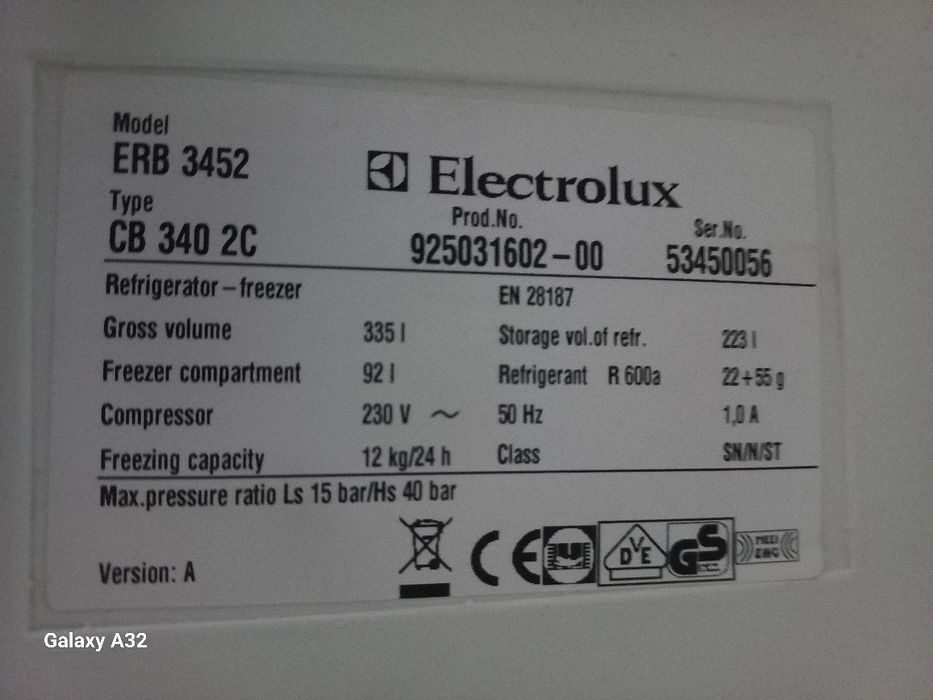 Model
ERB 3452
Electrolux
Type
CB 340 2C
Prod.No.
925031602-00
Ser.No.
53450056
Refrigerator-freezer EN 28187
Gross volume 335 l Storage vol.of refr. 223 l
Freezer compartment 92 l Refrigerant R 600a 22+55 g
Compressor 230 V ~ 50 Hz 1,0 A
Freezing capacity 12 kg/24 h Class SN/N/ST
Max.pressure ratio Ls 15 bar/Hs 40 bar
CE DVE GS
Version: A
Galaxy A32